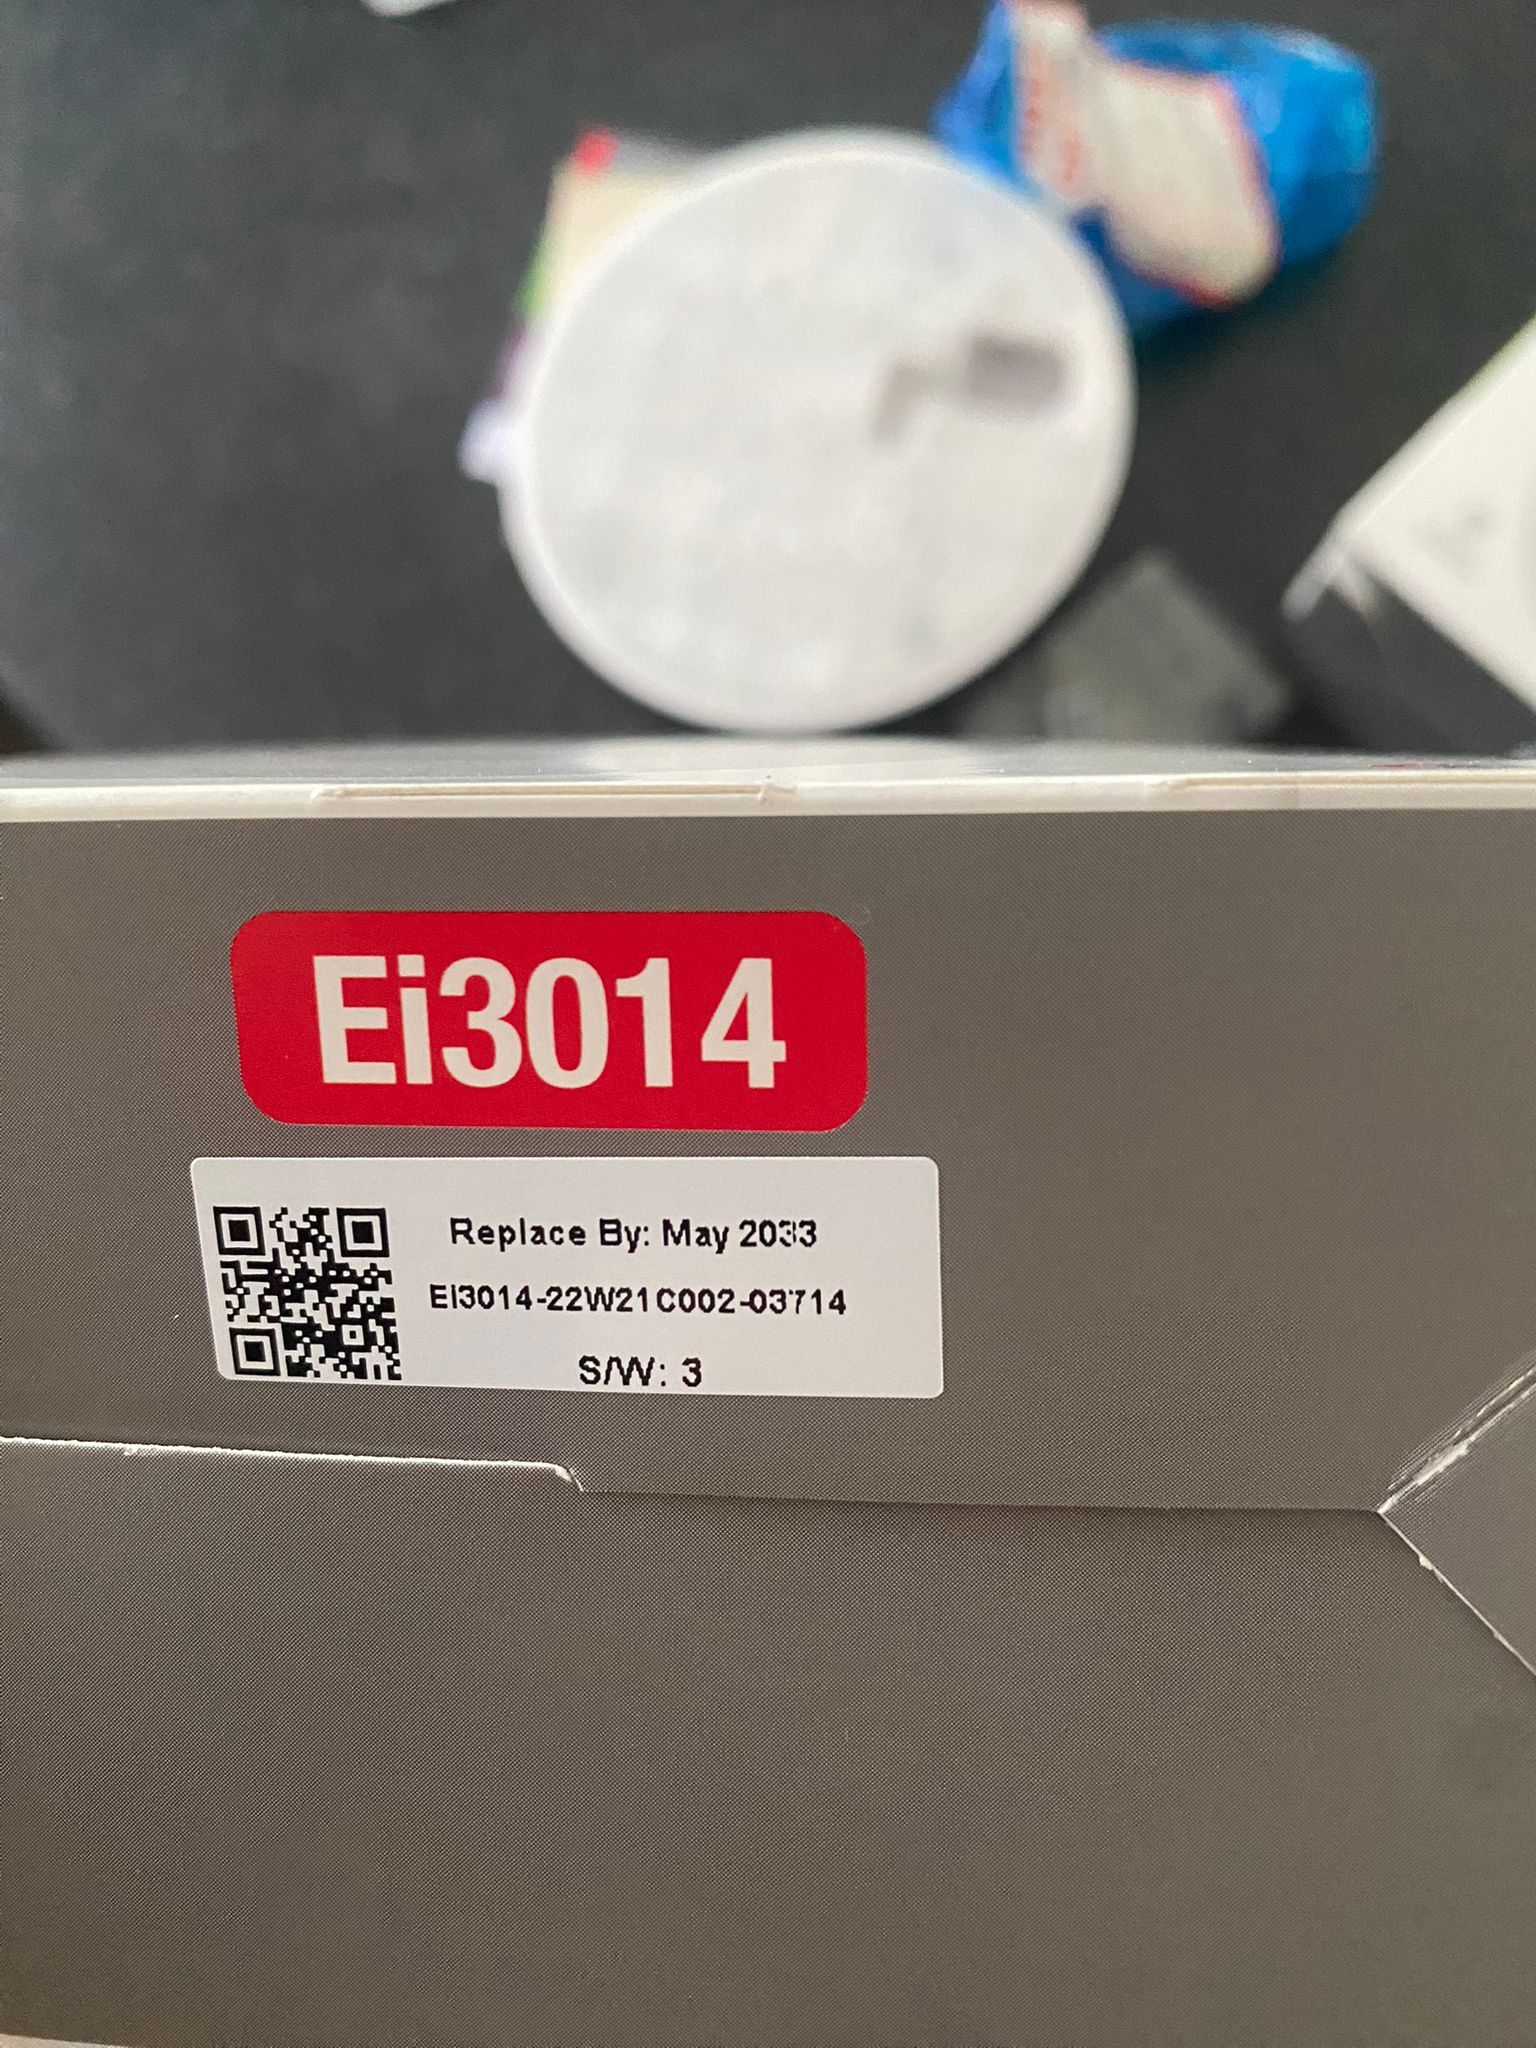 Ei3014
Replace By: May 2033
EI3014-22W21C002-03714
S/W: 3